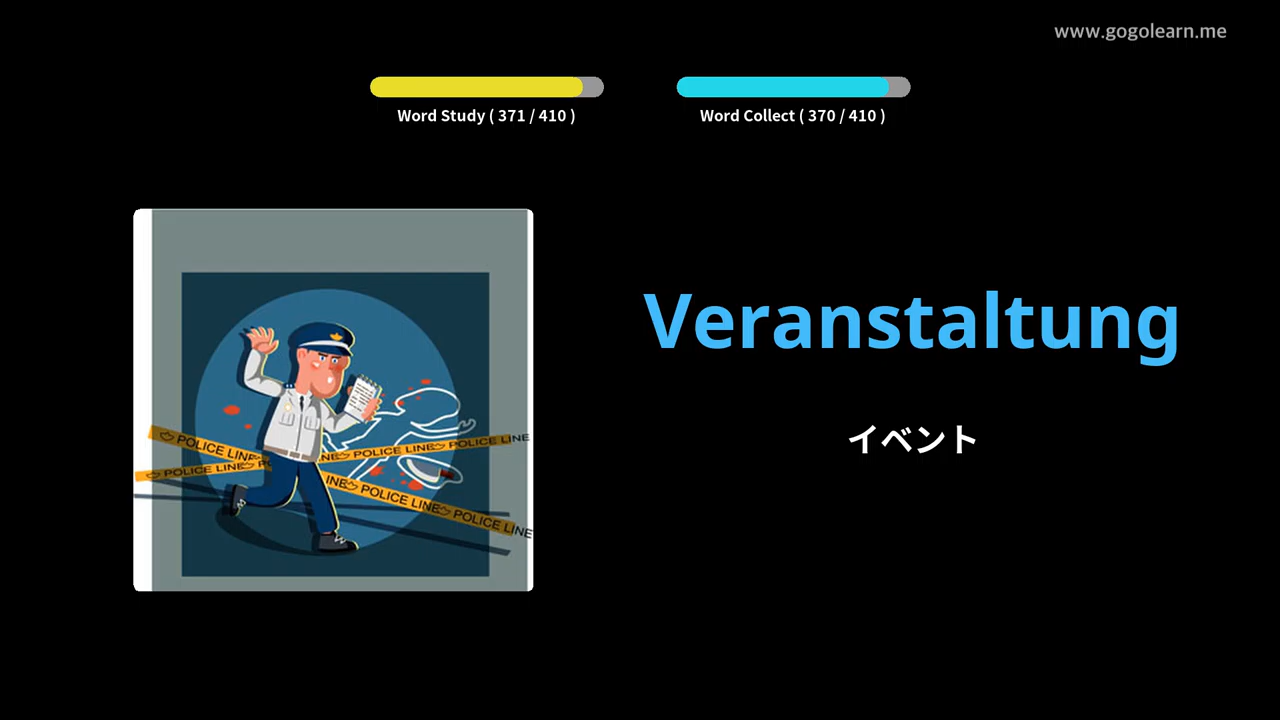 www.gogolearn.me
Word Study ( 371 / 410 )
Word Collect ( 370 / 410 )
Veranstaltung
イベント
POLICE LINE
POLICE LINE
POLICE LINE
POLICE LINE
POLICE LINE